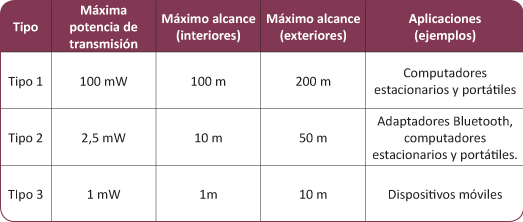 Tipo
Máxima
potencia de
transmisión
Máximo alcance
(interiores)
Máximo alcance
(exteriores)
Aplicaciones
(ejemplos)
Tipo 1
100 mW
100 m
200 m
Computadores
estacionarios y portátiles
Tipo 2
2,5 mW
10 m
50 m
Adaptadores Bluetooth,
computadores
estacionarios y portátiles.
TIpo 3
1 mW
1m
10 m
Dispositivos móviles